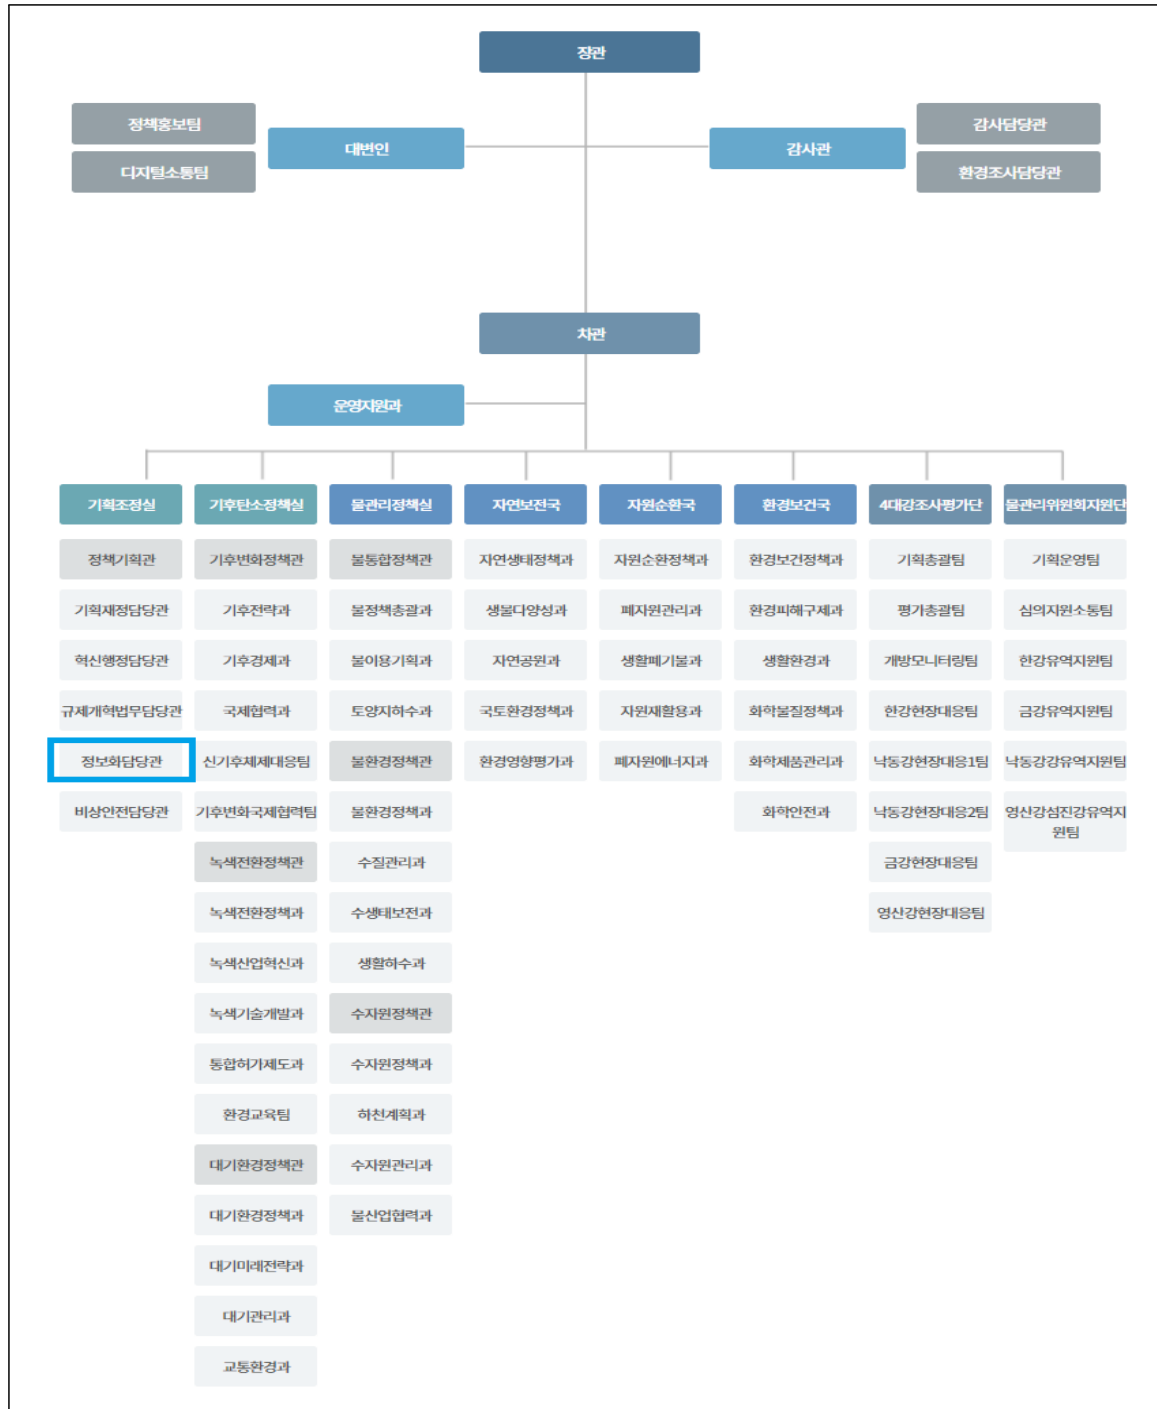 장관
정책홍보팀
디지털소통팀
대변인
감사관
감사담당관
환경조사담당관
차관
운영지원과
기획조정실
정책기획관
기획재정담당관
혁신행정담당관
규제개혁법무담당관
정보화담당관
비상안전담당관
기후탄소정책실
기후변화정책관
기후전략과
기후경제과
국제협력과
신기후체제대응팀
기후변화국제협력팀
녹색전환정책관
녹색전환정책과
녹색산업혁신과
녹색기술개발과
통합허가제도과
환경교육팀
대기환경정책관
대기환경정책과
대기미래전략과
대기관리과
교통환경과
물관리정책실
물통합정책관
물정책총괄과
물이용기획과
토양지하수과
물환경정책관
물환경정책과
수질관리과
수생태보전과
생활하수과
수자원정책관
수자원정책과
하천계획과
수자원관리과
물산업협력과
자연보전국
자연생태정책과
생물다양성과
자연공원과
국토환경정책과
환경영향평가과
자원순환국
자원순환정책과
폐자원관리과
생활폐기물과
자원재활용과
폐자원에너지과
환경보건국
환경보건정책과
환경피해구제과
생활환경과
화학물질정책과
화학제품관리과
화학안전과
4대강조사평가단
기획총괄팀
평가총괄팀
개방모니터링팀
한강현장대응팀
낙동강현장대응1팀
낙동강현장대응2팀
금강현장대응팀
영산강현장대응팀
물관리위원회지원단
기획운영팀
심의지원소통팀
한강유역지원팀
금강유역지원팀
낙동강강유역지원팀
영산강섬진강유역지
원팀